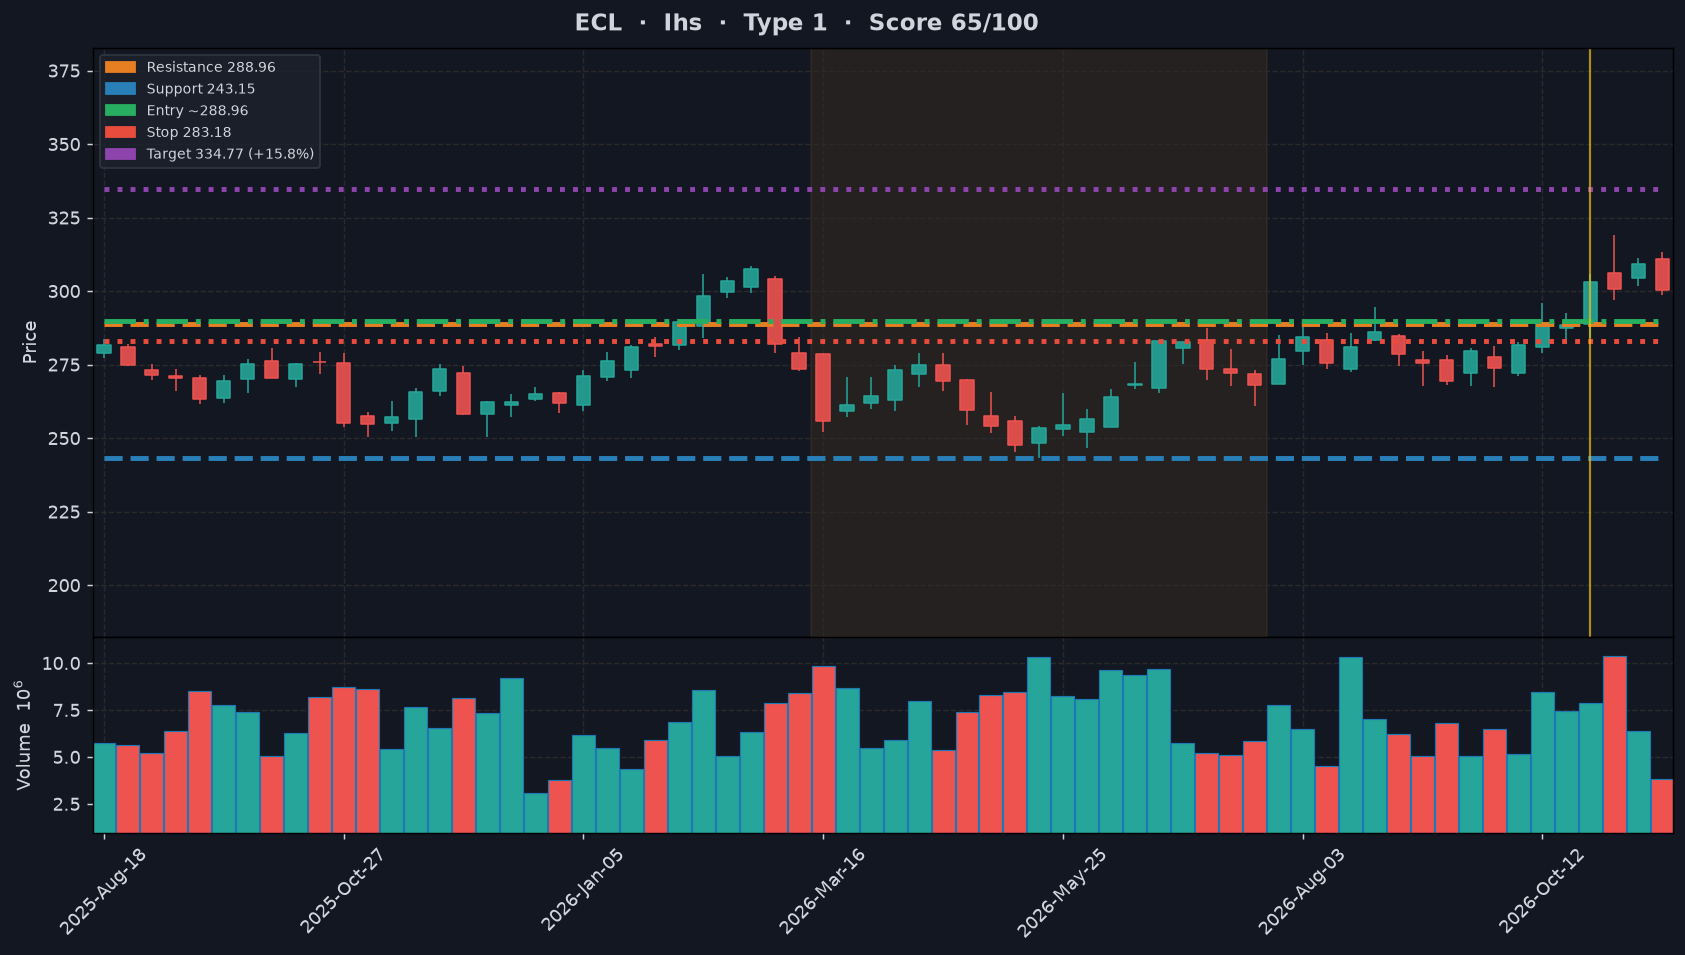 ECL · Ihs · Type 1 · Score 65/100
Resistance 288.96
Support 243.15
Entry ~288.96
Stop 283.18
Target 334.77 (+15.8%)
Price
375
350
325
300
275
250
225
200
Volume 10⁶
10.0
7.5
5.0
2.5
2025-Aug-18
2025-Oct-27
2026-Jan-05
2026-Mar-16
2026-May-25
2026-Aug-03
2026-Oct-12